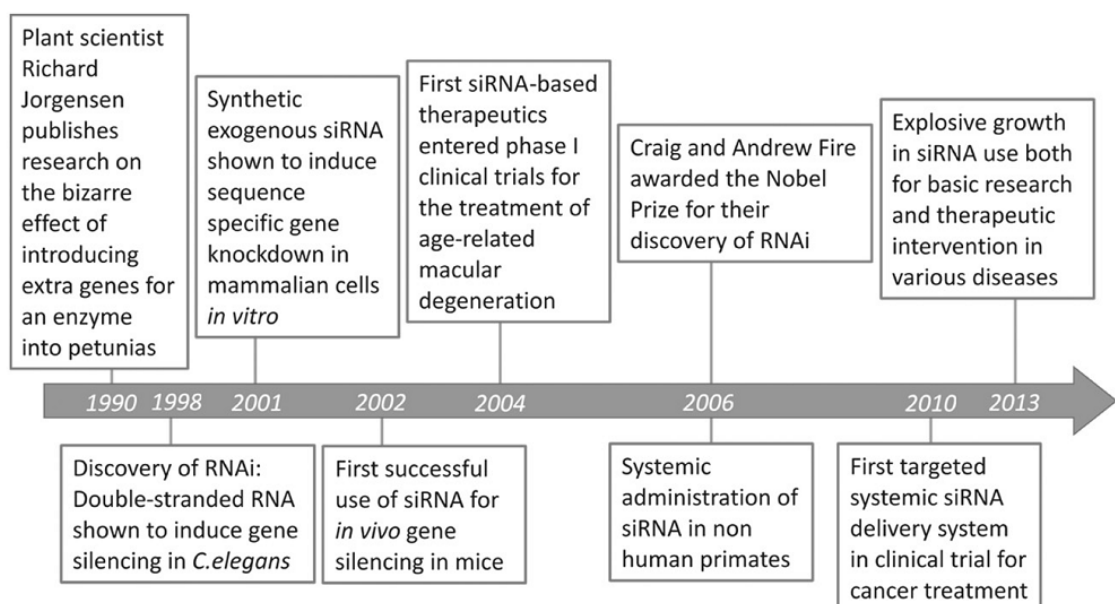 Plant scientist
Richard
Jorgensen
publishes
research on
the bizarre
effect of
introducing
extra genes for
an enzyme
into petunias
Synthetic
exogenous siRNA
shown to induce
sequence
specific gene
knockdown in
mammalian cells
in vitro
First siRNA-based
therapeutics
entered phase I
clinical trials for
the treatment of
age-related
macular
degeneration
Craig and Andrew Fire
awarded the Nobel
Prize for their
discovery of RNAi
Explosive growth
in siRNA use both
for basic research
and therapeutic
intervention in
various diseases
1990 1998 2001 2002 2004 2006 2010 2013
Discovery of RNAi:
Double-stranded RNA
shown to induce gene
silencing in C.elegans
First successful
use of siRNA for
in vivo gene
silencing in mice
Systemic
administration of
siRNA in non
human primates
First targeted
systemic siRNA
delivery system
in clinical trial for
cancer treatment